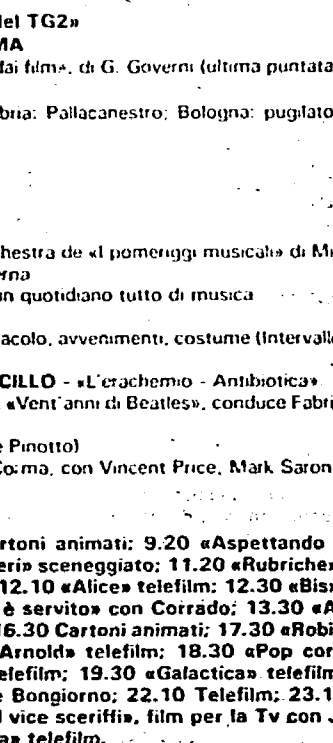 del TG2»
MA
dai film», di G. Governi (ultima puntata
bria: Pallacanestro; Bologna: pugilato
chestra de «I pomeriggi musicali» di Mi
erna
un quotidiano tutto di musica
acolo, avvenimenti, costume (Intervall
CILLO - «L'erachemio - Antibiotica»
«Vent'anni di Beatles», conduce Fabri
e Pinotto)
Corma, con Vincent Price, Mark Saron
rtoni animati; 9.20 «Aspettando
eri» sceneggiato; 11.20 «Rubriche»
12.10 «Alice» telefilm; 12.30 «Bis»
è servito» con Corrado; 13.30 «A
16.30 Cartoni animati; 17.30 «Robi
Arnold» telefilm; 18.30 «Pop cor
elefilm; 19.30 «Galactica» telefilm
e Bongiorno; 22.10 Telefilm; 23.1
l vice sceriffi», film per la Tv con J
a» telefilm.